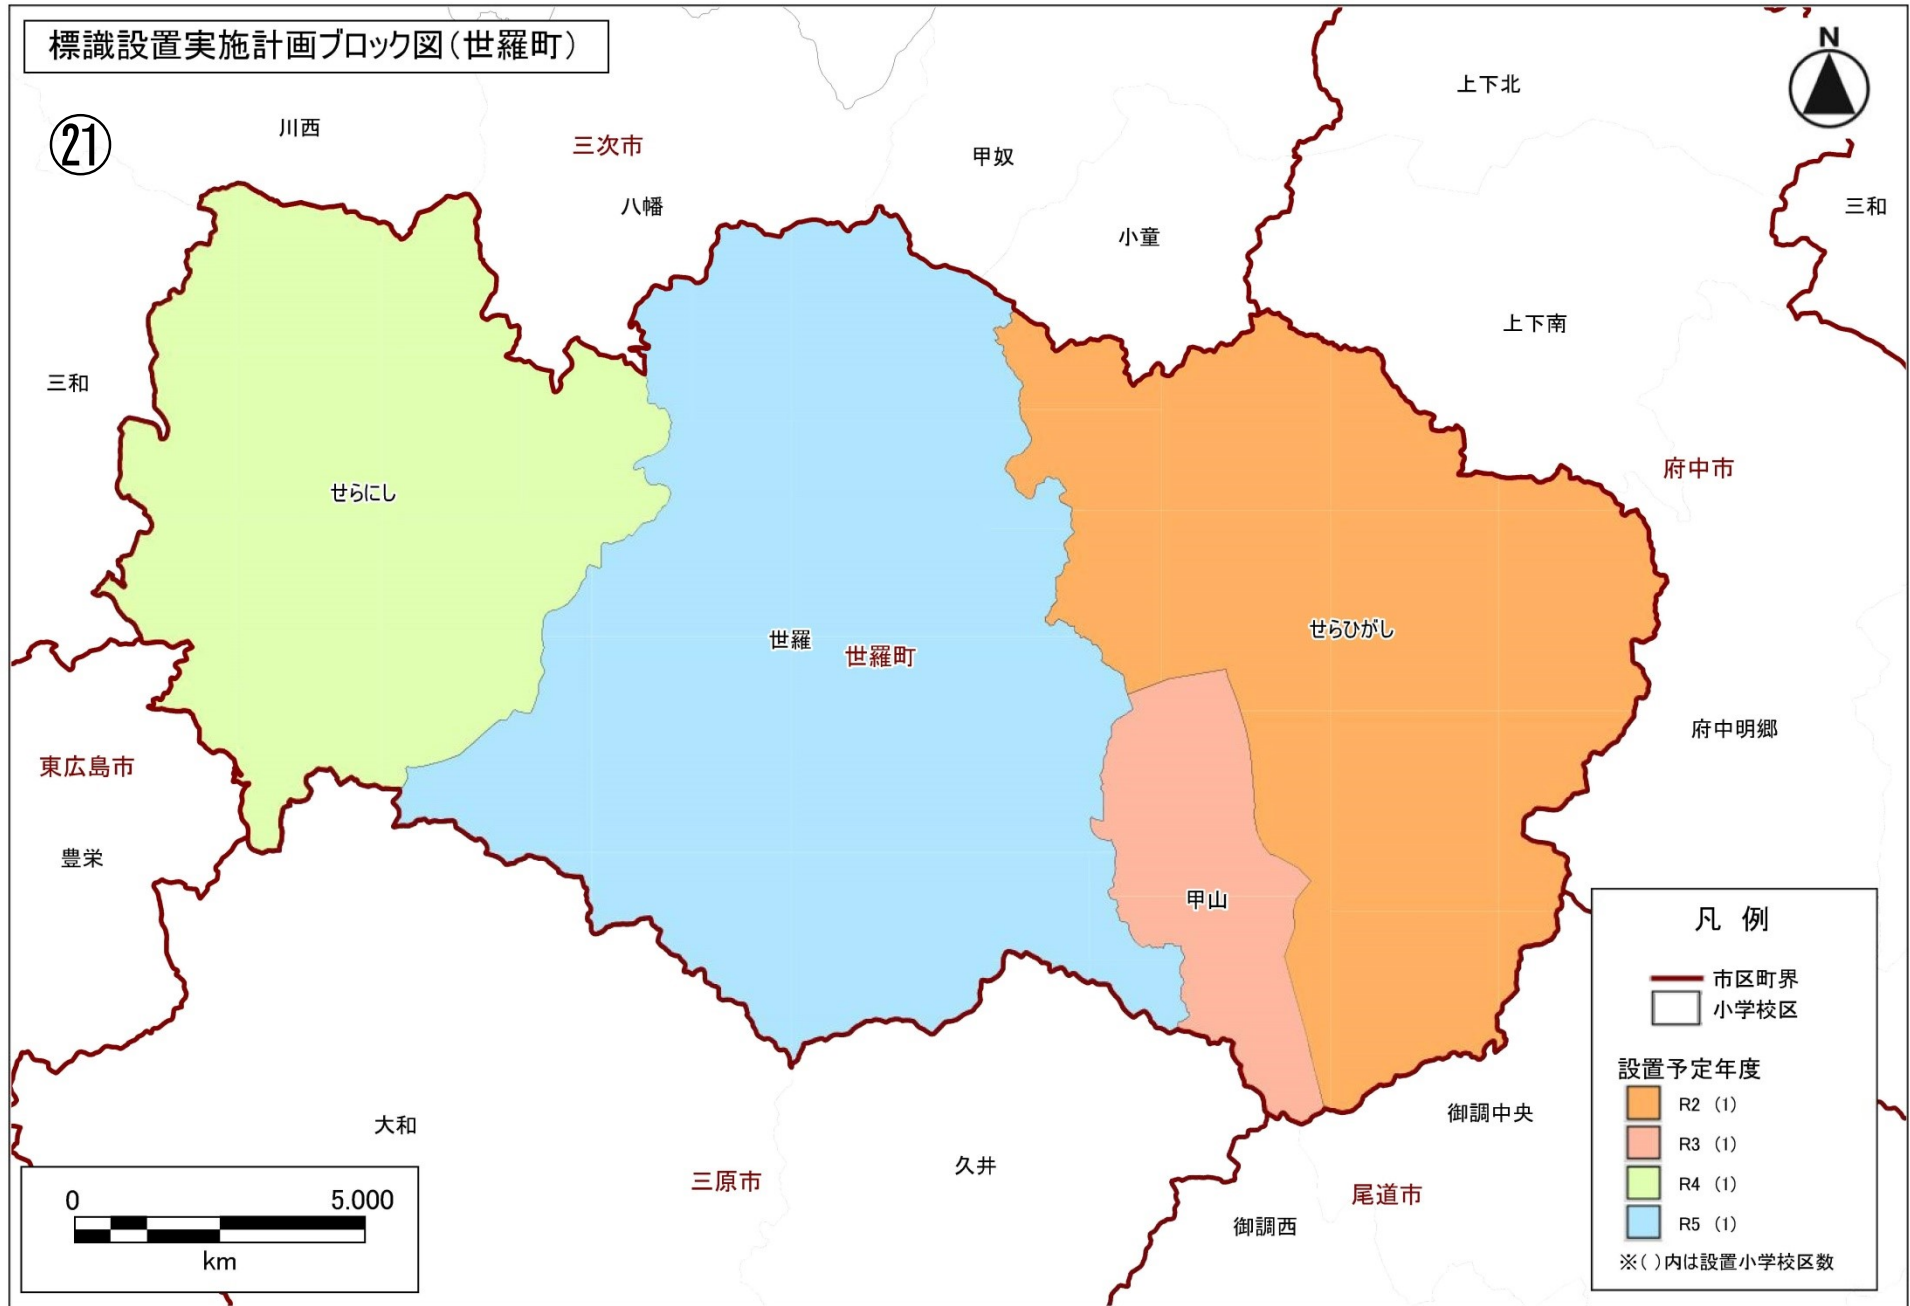 標識設置実施計画ブロック図(世羅町)
N
㉑
川西
三次市
八幡
甲奴
小童
上下北
三和
上下南
三和
府中市
せらにし
世羅
世羅町
せらひがし
府中明郷
東広島市
豊栄
甲山
大和
三原市
久井
御調中央
尾道市
御調西
0 5.000
km
凡 例
市区町界
小学校区
設置予定年度
R2 (1)
R3 (1)
R4 (1)
R5 (1)
※( )内は設置小学校区数